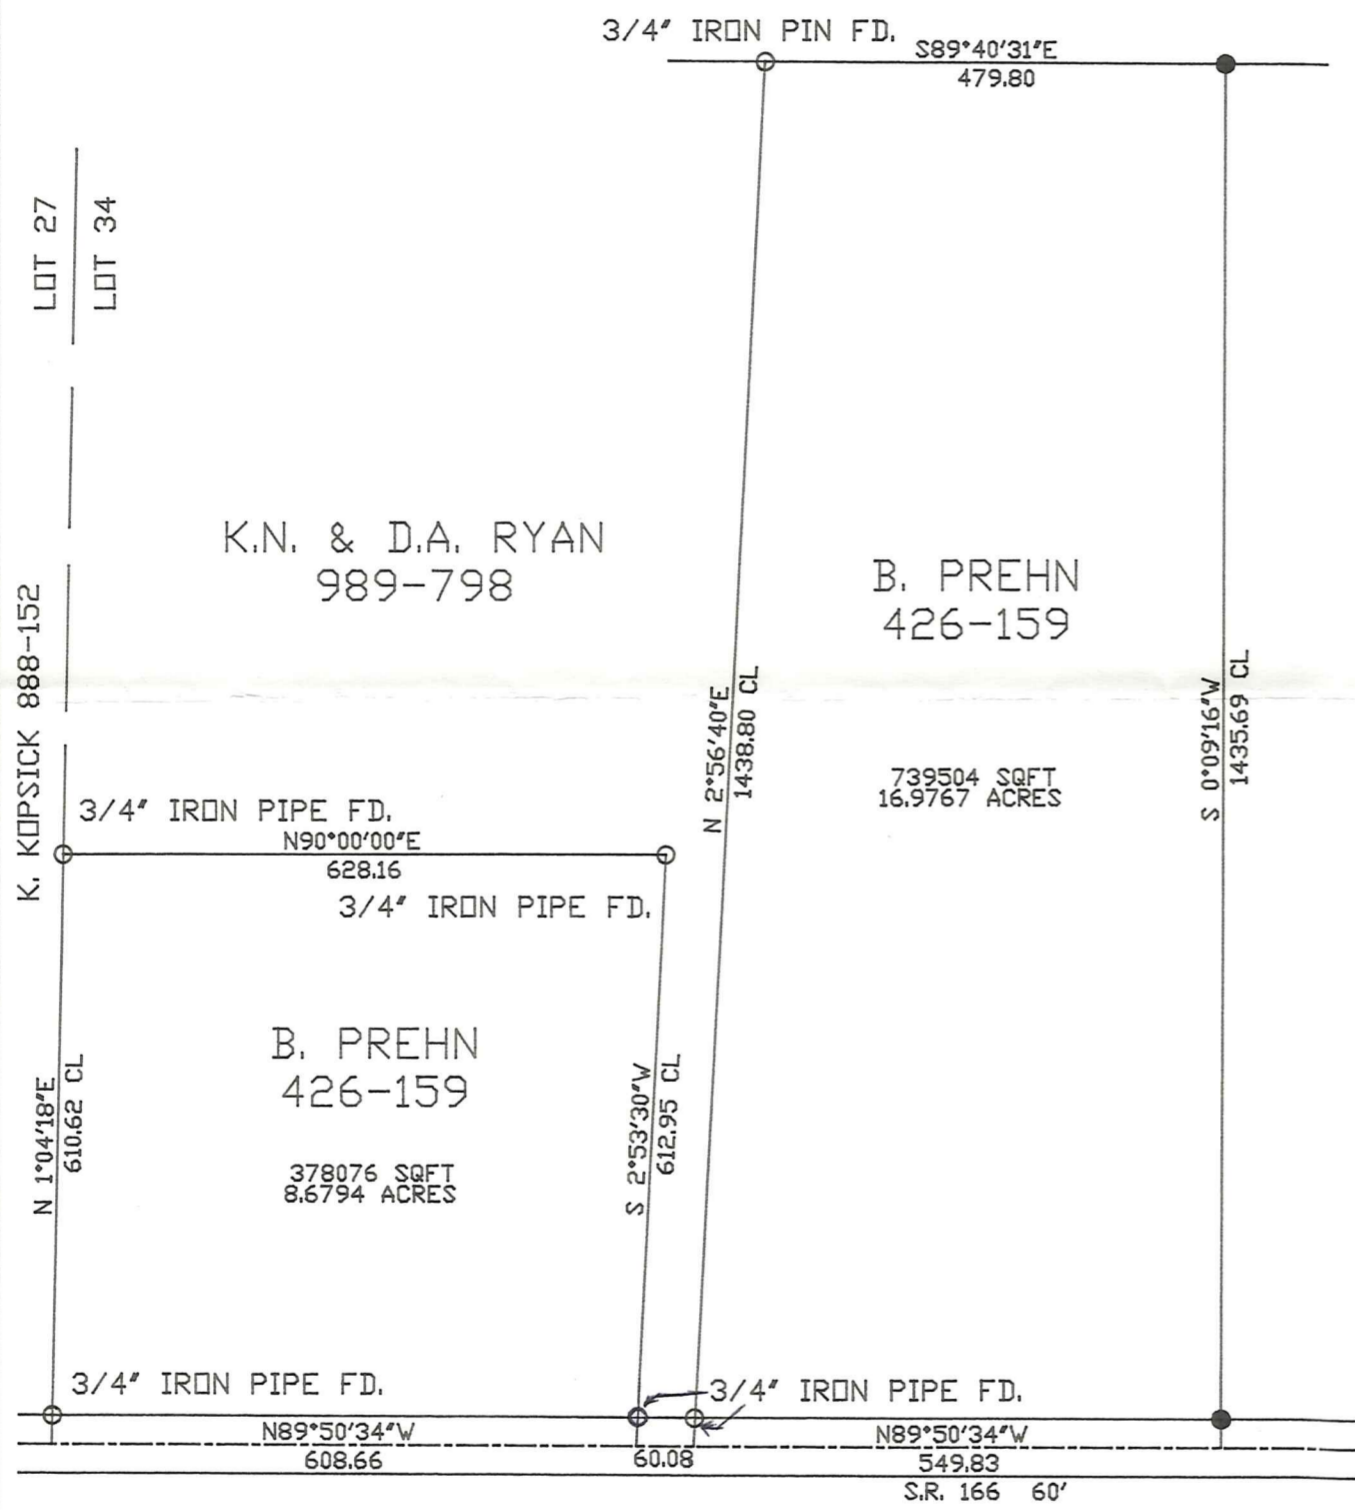 3/4" IRON PIN FD.
S89°40'31"E
479.80
LOT 27
LOT 34
K.N. & D.A. RYAN
989-798
B. PREHN
426-159
K. KOPSICK 888-152
N 2°56'40"E
1438.80 CL
S 0°09'16"W
1435.69 CL
739504 SQFT
16.9767 ACRES
3/4" IRON PIPE FD.
N90°00'00"E
628.16
3/4" IRON PIPE FD.
B. PREHN
426-159
N 1°04'18"E
610.62 CL
S 2°53'30"W
612.95 CL
378076 SQFT
8.6794 ACRES
3/4" IRON PIPE FD.
3/4" IRON PIPE FD.
N89°50'34"W
N89°50'34"W
608.66
60.08
549.83
S.R. 166 60'